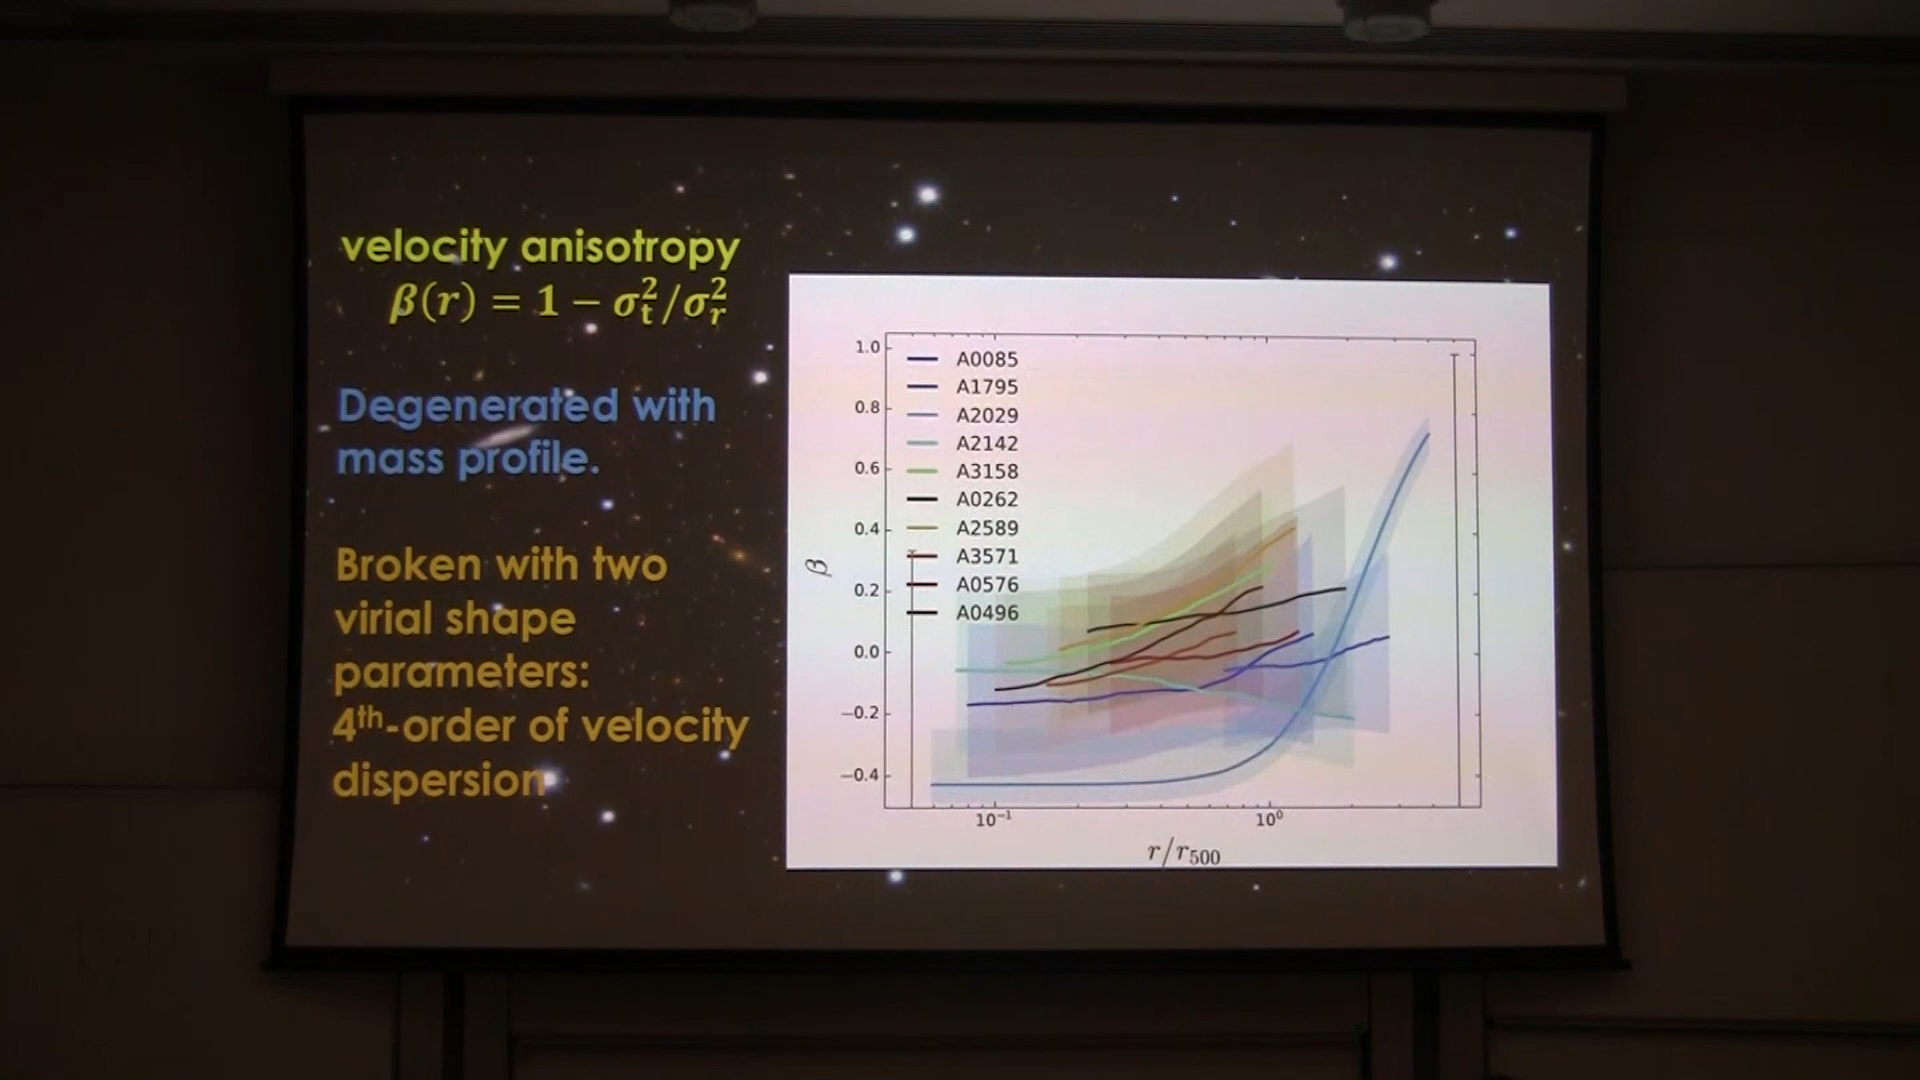 velocity anisotropy
β(r) = 1 − σₜ²/σᵣ²
Degenerated with
mass profile.
Broken with two
virial shape
parameters:
4th-order of velocity
dispersion
1.0
0.8
0.6
0.4
0.2
0.0
−0.2
−0.4
β
A0085
A1795
A2029
A2142
A3158
A0262
A2589
A3571
A0576
A0496
10⁻¹
10⁰
r/r₅₀₀